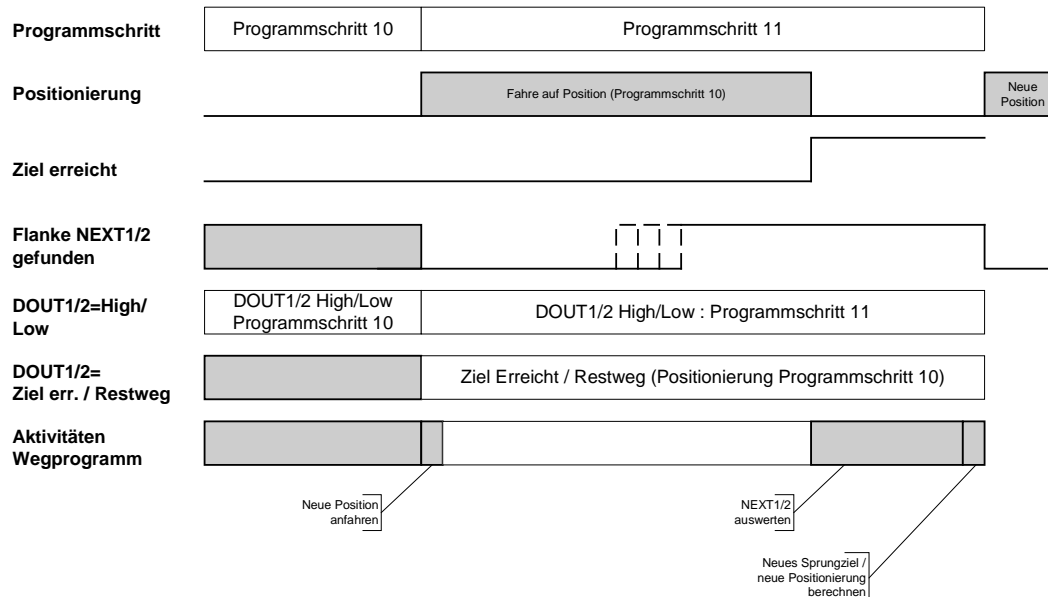 Programmschritt
Programmschritt 10
Programmschritt 11
Positionierung
Fahre auf Position (Programmschritt 10)
Neue
Position
Ziel erreicht
Flanke NEXT1/2
gefunden
DOUT1/2=High/
Low
DOUT1/2 High/Low
Programmschritt 10
DOUT1/2 High/Low : Programmschritt 11
DOUT1/2=
Ziel err. / Restweg
Ziel Erreicht / Restweg (Positionierung Programmschritt 10)
Aktivitäten
Wegprogramm
Neue Position
anfahren
NEXT1/2
auswerten
Neues Sprungziel /
neue Positionierung
berechnen